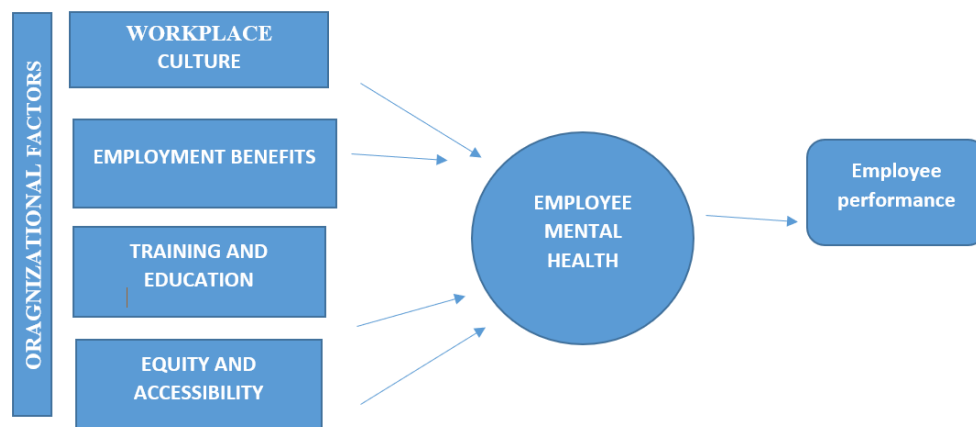 ORAGNIZATIONAL FACTORS
WORKPLACE
CULTURE
EMPLOYMENT BENEFITS
TRAINING AND
EDUCATION
EQUITY AND
ACCESSIBILITY
EMPLOYEE
MENTAL
HEALTH
Employee
performance